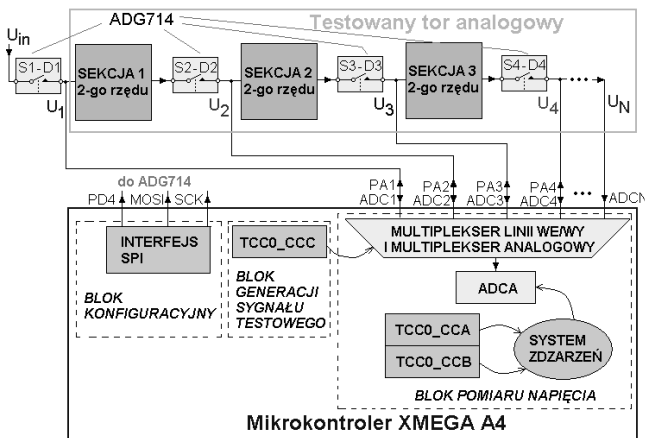 ADG714
Testowany tor analogowy
Uin
S1-D1
SEKCJA 1
2-go rzędu
S2-D2
SEKCJA 2
2-go rzędu
S3-D3
SEKCJA 3
2-go rzędu
S4-D4
U1
U2
U3
U4
UN
do ADG714
PD4 MOSI SCK
PA1
ADC1
PA2
ADC2
PA3
ADC3
PA4
ADC4
ADCN
INTERFEJS
SPI
BLOK
KONFIGURACYJNY
TCC0_CCC
BLOK
GENERACJI
SYGNAŁU
TESTOWEGO
MULTIPLEKSER LINII WE/WY
I MULTIPLEKSER ANALOGOWY
ADCA
TCC0_CCA
TCC0_CCB
SYSTEM
ZDZARZEŃ
BLOK POMIARU NAPIĘCIA
Mikrokontroler XMEGA A4